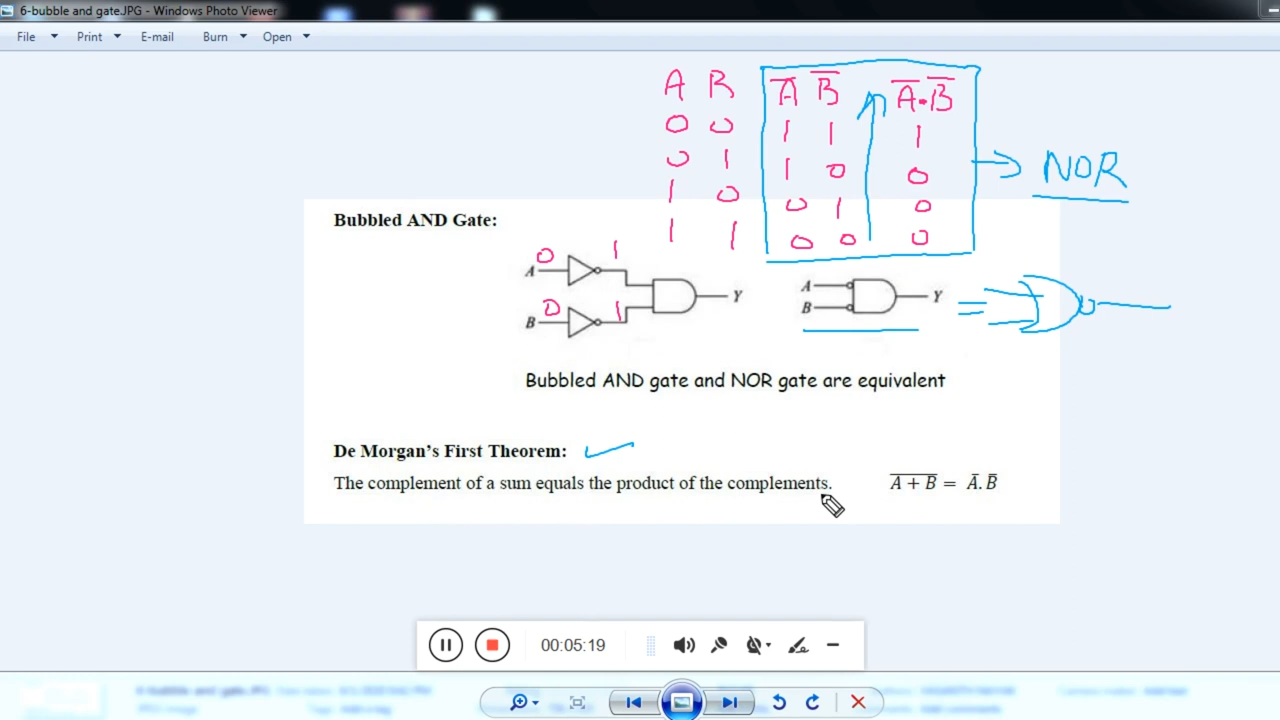 6-bubble and gate.JPG - Windows Photo Viewer
File Print E-mail Burn Open
A B A̅ B̅ A̅.B̅
0 0 1 1 1
0 1 1 0 0
1 0 0 1 0
1 1 0 0 0
NOR
Bubbled AND Gate:
0 1
A
Y
0 1
B
A
B
Y
=
Bubbled AND gate and NOR gate are equivalent
De Morgan’s First Theorem:
The complement of a sum equals the product of the complements. A̅ ̅+̅ ̅B̅ = A̅. B̅
00:05:19